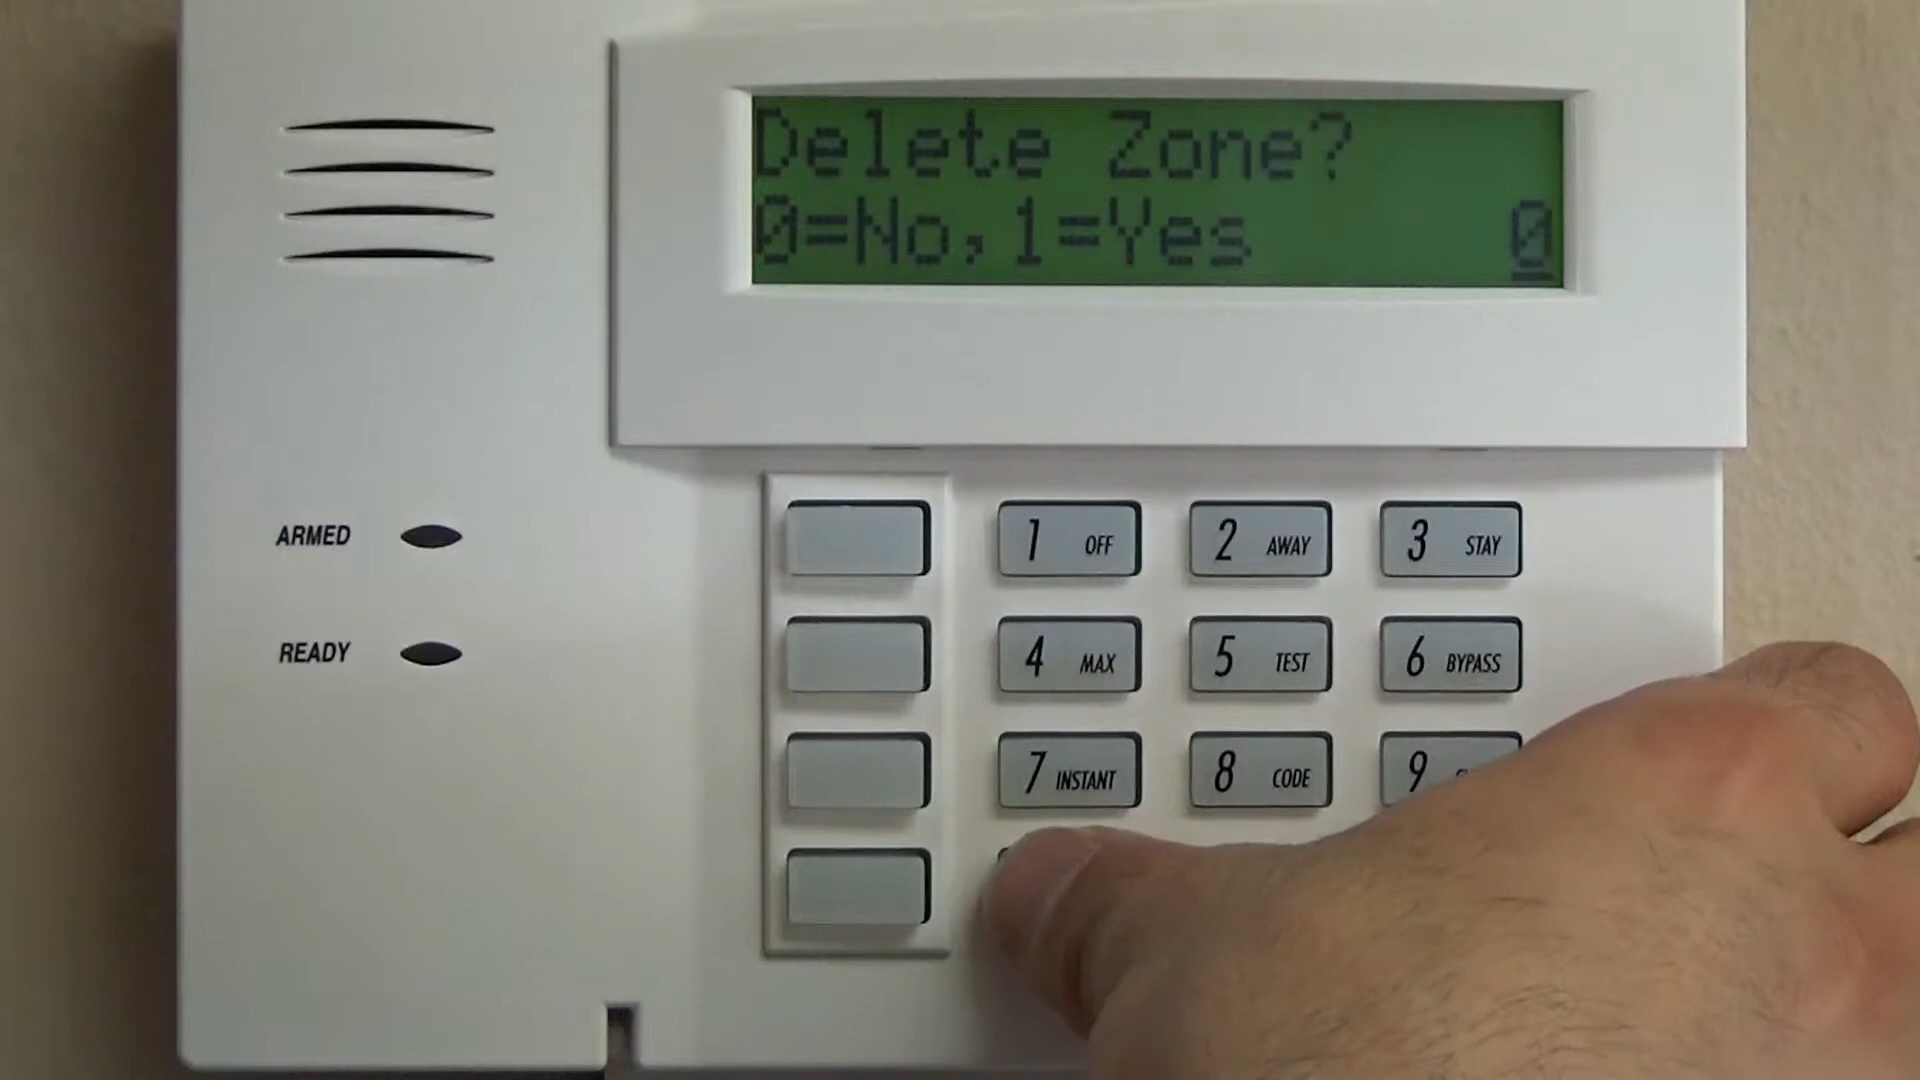 Delete Zone?
0=No,1=Yes 0
ARMED
READY
1 OFF
2 AWAY
3 STAY
4 MAX
5 TEST
6 BYPASS
7 INSTANT
8 CODE
9